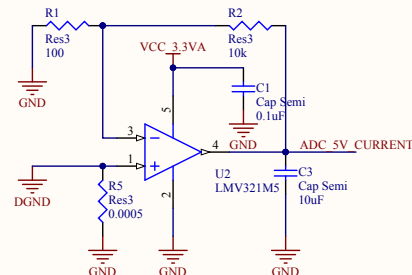 R1
Res3
100
R2
Res3
10k
VCC_3.3VA
GND
C1
Cap Semi
0.1uF
5
3
4
GND
ADC_5V_CURRENT
1
U2
LMV321M5
C3
Cap Semi
10uF
DGND
R5
Res3
0.0005
2
GND
GND
GND